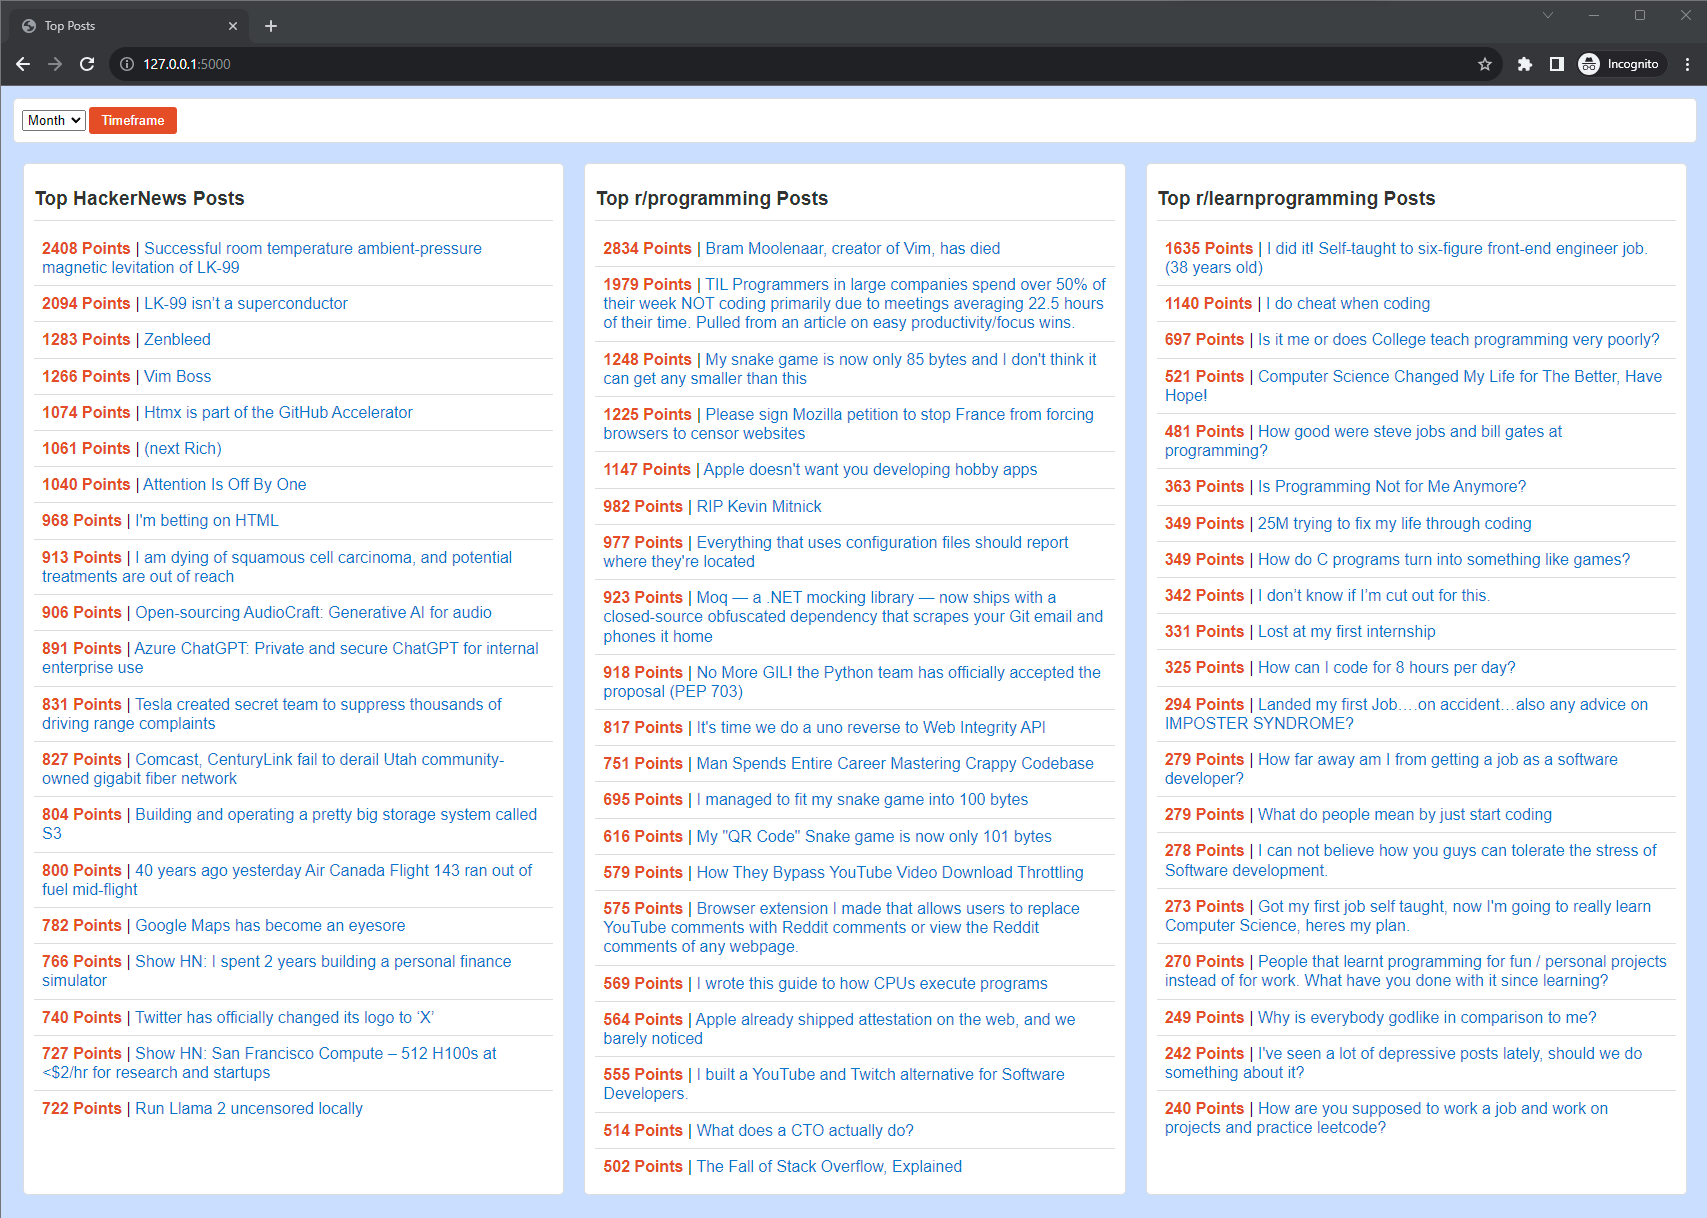 Top Posts
127.0.0.1:5000
Incognito
Month
Timeframe
Top HackerNews Posts
2408 Points | Successful room temperature ambient-pressure
magnetic levitation of LK-99
2094 Points | LK-99 isn’t a superconductor
1283 Points | Zenbleed
1266 Points | Vim Boss
1074 Points | Htmx is part of the GitHub Accelerator
1061 Points | (next Rich)
1040 Points | Attention Is Off By One
968 Points | I'm betting on HTML
913 Points | I am dying of squamous cell carcinoma, and potential
treatments are out of reach
906 Points | Open-sourcing AudioCraft: Generative AI for audio
891 Points | Azure ChatGPT: Private and secure ChatGPT for internal
enterprise use
831 Points | Tesla created secret team to suppress thousands of
driving range complaints
827 Points | Comcast, CenturyLink fail to derail Utah community-
owned gigabit fiber network
804 Points | Building and operating a pretty big storage system called
S3
800 Points | 40 years ago yesterday Air Canada Flight 143 ran out of
fuel mid-flight
782 Points | Google Maps has become an eyesore
766 Points | Show HN: I spent 2 years building a personal finance
simulator
740 Points | Twitter has officially changed its logo to ‘X’
727 Points | Show HN: San Francisco Compute – 512 H100s at
<$2/hr for research and startups
722 Points | Run Llama 2 uncensored locally
Top r/programming Posts
2834 Points | Bram Moolenaar, creator of Vim, has died
1979 Points | TIL Programmers in large companies spend over 50% of
their week NOT coding primarily due to meetings averaging 22.5 hours
of their time. Pulled from an article on easy productivity/focus wins.
1248 Points | My snake game is now only 85 bytes and I don't think it
can get any smaller than this
1225 Points | Please sign Mozilla petition to stop France from forcing
browsers to censor websites
1147 Points | Apple doesn't want you developing hobby apps
982 Points | RIP Kevin Mitnick
977 Points | Everything that uses configuration files should report
where they're located
923 Points | Moq — a .NET mocking library — now ships with a
closed-source obfuscated dependency that scrapes your Git email and
phones it home
918 Points | No More GIL! the Python team has officially accepted the
proposal (PEP 703)
817 Points | It's time we do a uno reverse to Web Integrity API
751 Points | Man Spends Entire Career Mastering Crappy Codebase
695 Points | I managed to fit my snake game into 100 bytes
616 Points | My "QR Code" Snake game is now only 101 bytes
579 Points | How They Bypass YouTube Video Download Throttling
575 Points | Browser extension I made that allows users to replace
YouTube comments with Reddit comments or view the Reddit
comments of any webpage.
569 Points | I wrote this guide to how CPUs execute programs
564 Points | Apple already shipped attestation on the web, and we
barely noticed
555 Points | I built a YouTube and Twitch alternative for Software
Developers.
514 Points | What does a CTO actually do?
502 Points | The Fall of Stack Overflow, Explained
Top r/learnprogramming Posts
1635 Points | I did it! Self-taught to six-figure front-end engineer job.
(38 years old)
1140 Points | I do cheat when coding
697 Points | Is it me or does College teach programming very poorly?
521 Points | Computer Science Changed My Life for The Better, Have
Hope!
481 Points | How good were steve jobs and bill gates at
programming?
363 Points | Is Programming Not for Me Anymore?
349 Points | 25M trying to fix my life through coding
349 Points | How do C programs turn into something like games?
342 Points | I don’t know if I’m cut out for this.
331 Points | Lost at my first internship
325 Points | How can I code for 8 hours per day?
294 Points | Landed my first Job….on accident…also any advice on
IMPOSTER SYNDROME?
279 Points | How far away am I from getting a job as a software
developer?
279 Points | What do people mean by just start coding
278 Points | I can not believe how you guys can tolerate the stress of
Software development.
273 Points | Got my first job self taught, now I'm going to really learn
Computer Science, heres my plan.
270 Points | People that learnt programming for fun / personal projects
instead of for work. What have you done with it since learning?
249 Points | Why is everybody godlike in comparison to me?
242 Points | I've seen a lot of depressive posts lately, should we do
something about it?
240 Points | How are you supposed to work a job and work on
projects and practice leetcode?